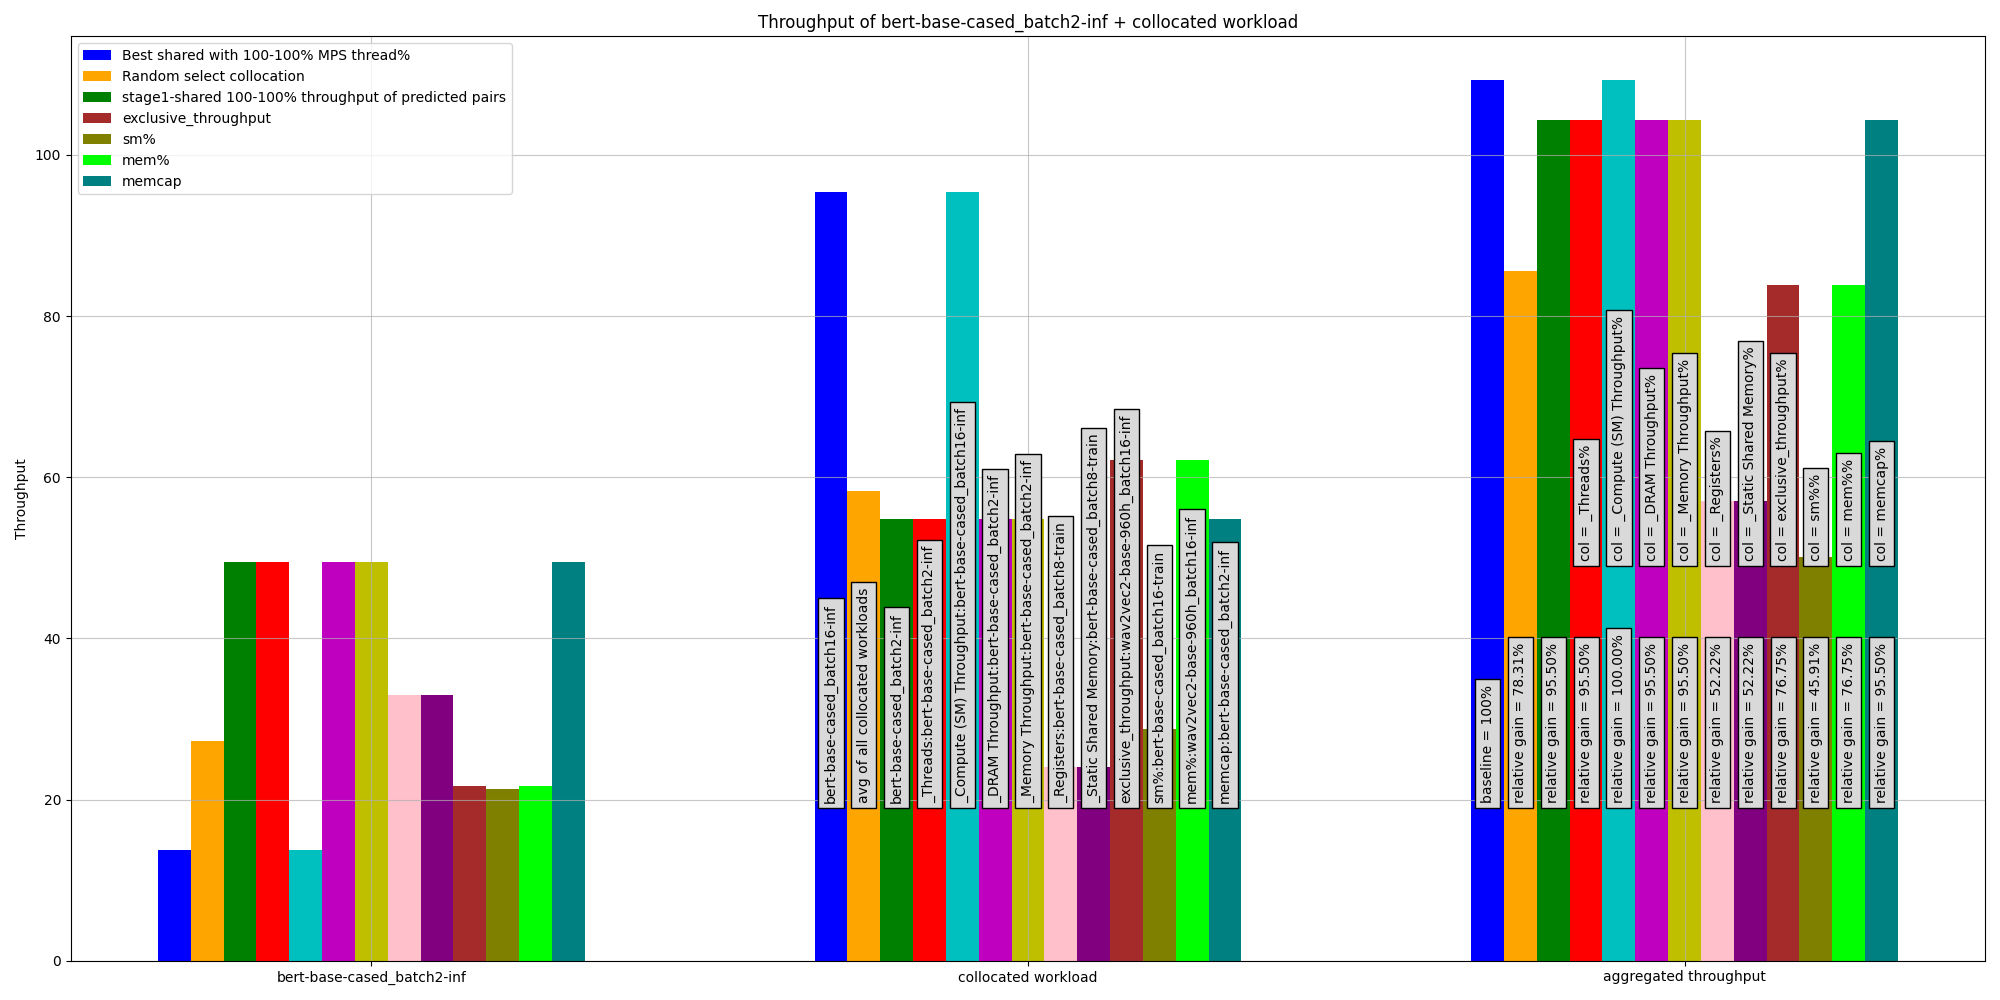 Throughput of bert-base-cased_batch2-inf + collocated workload
Best shared with 100-100% MPS thread%
Random select collocation
stage1-shared 100-100% throughput of predicted pairs
exclusive_throughput
sm%
mem%
memcap
Throughput
100
80
60
40
20
0
bert-base-cased_batch16-inf
avg of all collocated workloads
bert-base-cased_batch2-inf
_Threads:bert-base-cased_batch2-inf
_Compute (SM) Throughput:bert-base-cased_batch16-inf
_DRAM Throughput:bert-base-cased_batch2-inf
_Memory Throughput:bert-base-cased_batch2-inf
_Registers:bert-base-cased_batch8-train
_Static Shared Memory:bert-base-cased_batch8-train
exclusive_throughput:wav2vec2-base-960h_batch16-inf
sm%:bert-base-cased_batch16-train
mem%:wav2vec2-base-960h_batch16-inf
memcap:bert-base-cased_batch2-inf
col = _Threads%
col = _Compute (SM) Throughput%
col = _DRAM Throughput%
col = _Memory Throughput%
col = _Registers%
col = _Static Shared Memory%
col = exclusive_throughput%
col = sm%%
col = mem%%
col = memcap%
baseline = 100%
relative gain = 78.31%
relative gain = 95.50%
relative gain = 95.50%
relative gain = 100.00%
relative gain = 95.50%
relative gain = 95.50%
relative gain = 52.22%
relative gain = 52.22%
relative gain = 76.75%
relative gain = 45.91%
relative gain = 76.75%
relative gain = 95.50%
bert-base-cased_batch2-inf
collocated workload
aggregated throughput